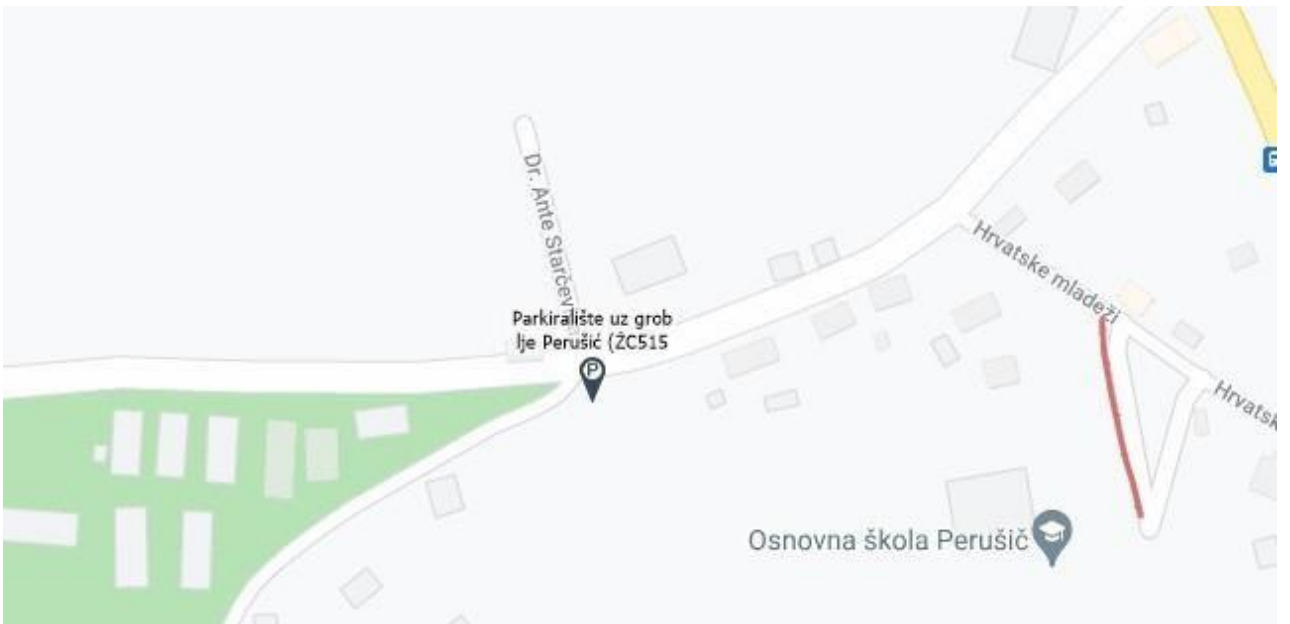 Dr. Ante Starčev
Parkiralište uz grob
lje Perušić (ŽC515
P
Hrvatske mladeži
Hrvatsk
Osnovna škola Perušić